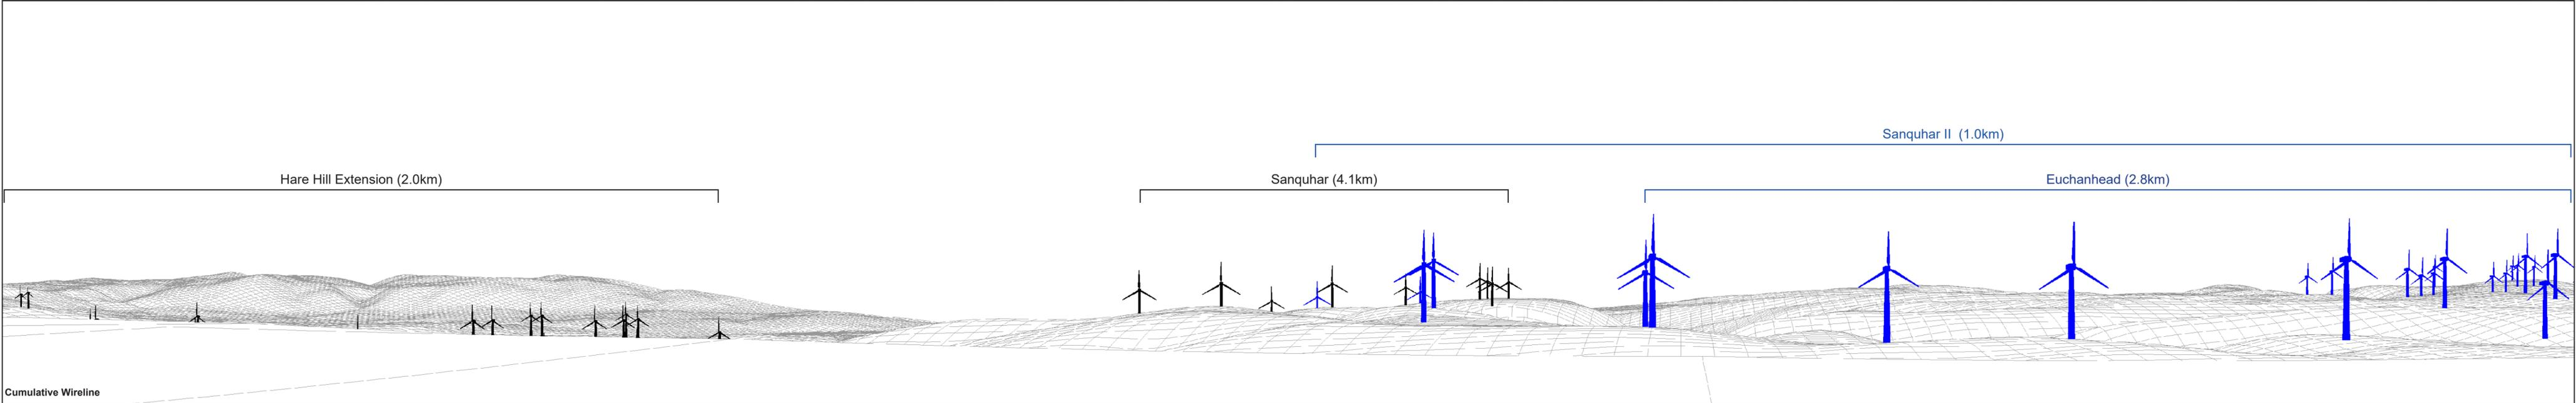 Sanquhar II (1.0km)
Hare Hill Extension (2.0km)
Sanquhar (4.1km)
Euchanhead (2.8km)
Cumulative Wireline